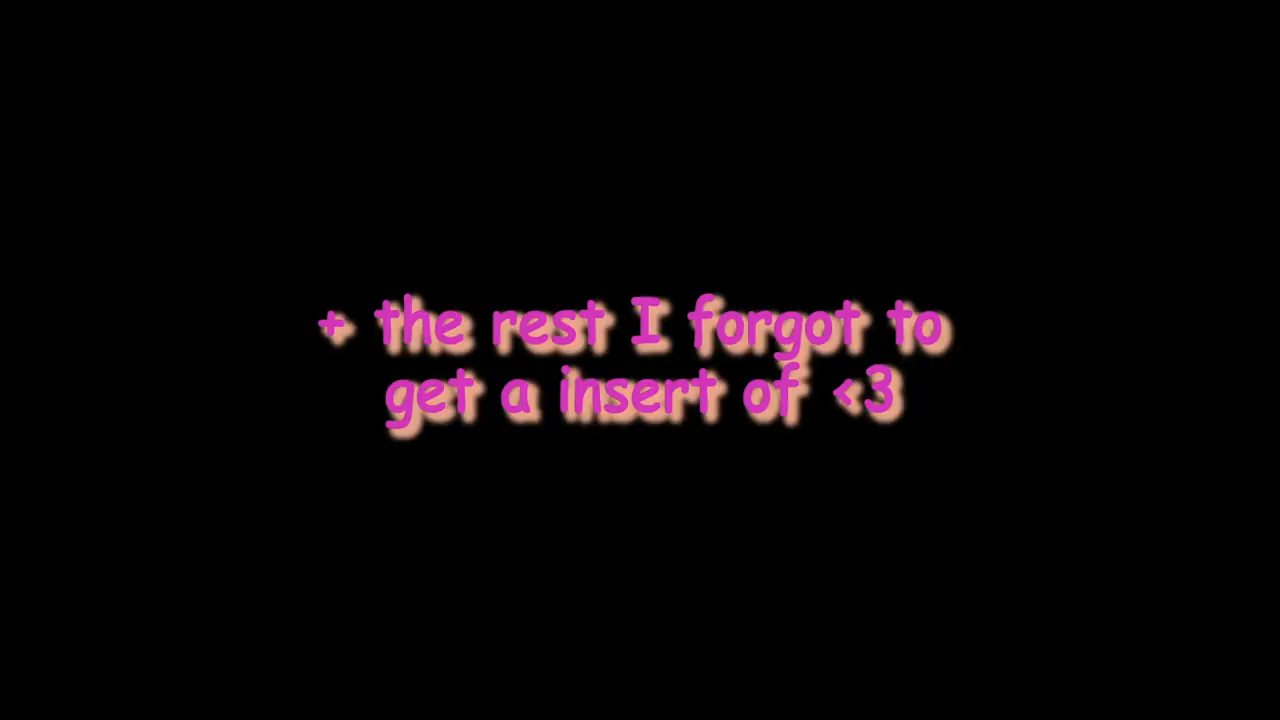 + the rest I forgot to
get a insert of <3